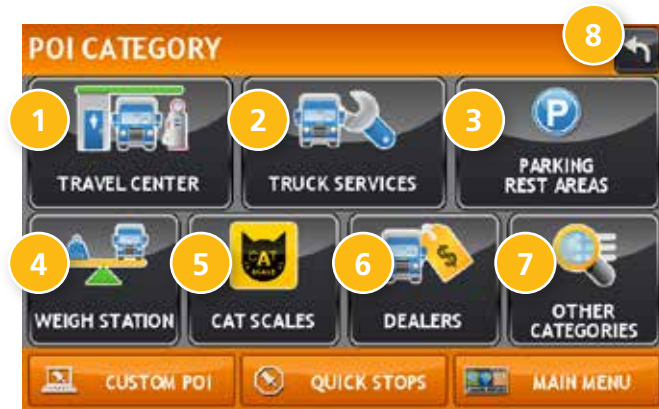 POI CATEGORY
8
1
2
3
TRAVEL CENTER
TRUCK SERVICES
PARKING
REST AREAS
P
4
5
6
7
CAT
SCALE
$
WEIGH STATION
CAT SCALES
DEALERS
OTHER
CATEGORIES
CUSTOM POI
QUICK STOPS
MAIN MENU